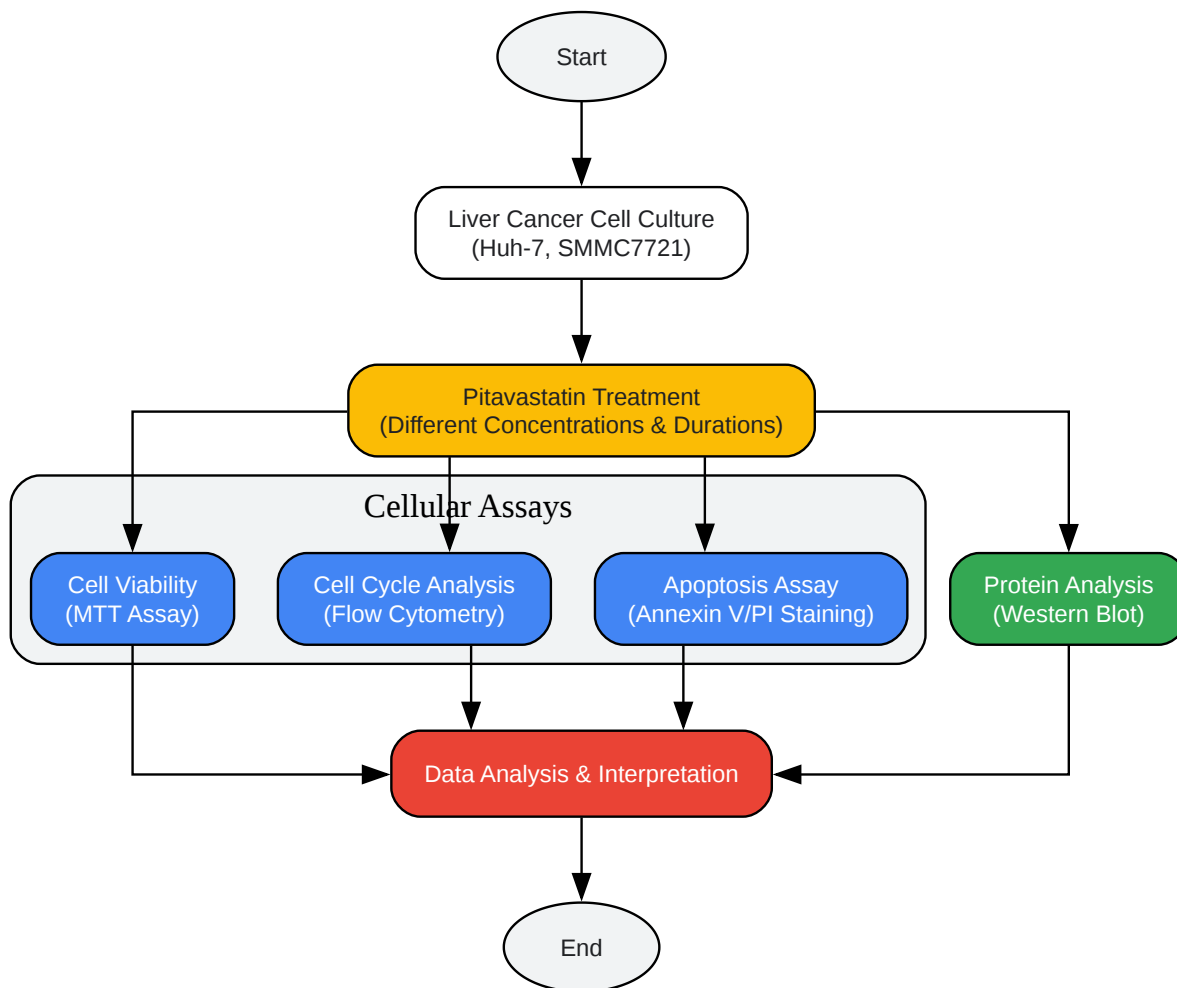 Start
Liver Cancer Cell Culture
(Huh-7, SMMC7721)
Pitavastatin Treatment
(Different Concentrations & Durations)
Cellular Assays
Cell Viability
(MTT Assay)
Cell Cycle Analysis
(Flow Cytometry)
Apoptosis Assay
(Annexin V/PI Staining)
Protein Analysis
(Western Blot)
Data Analysis & Interpretation
End